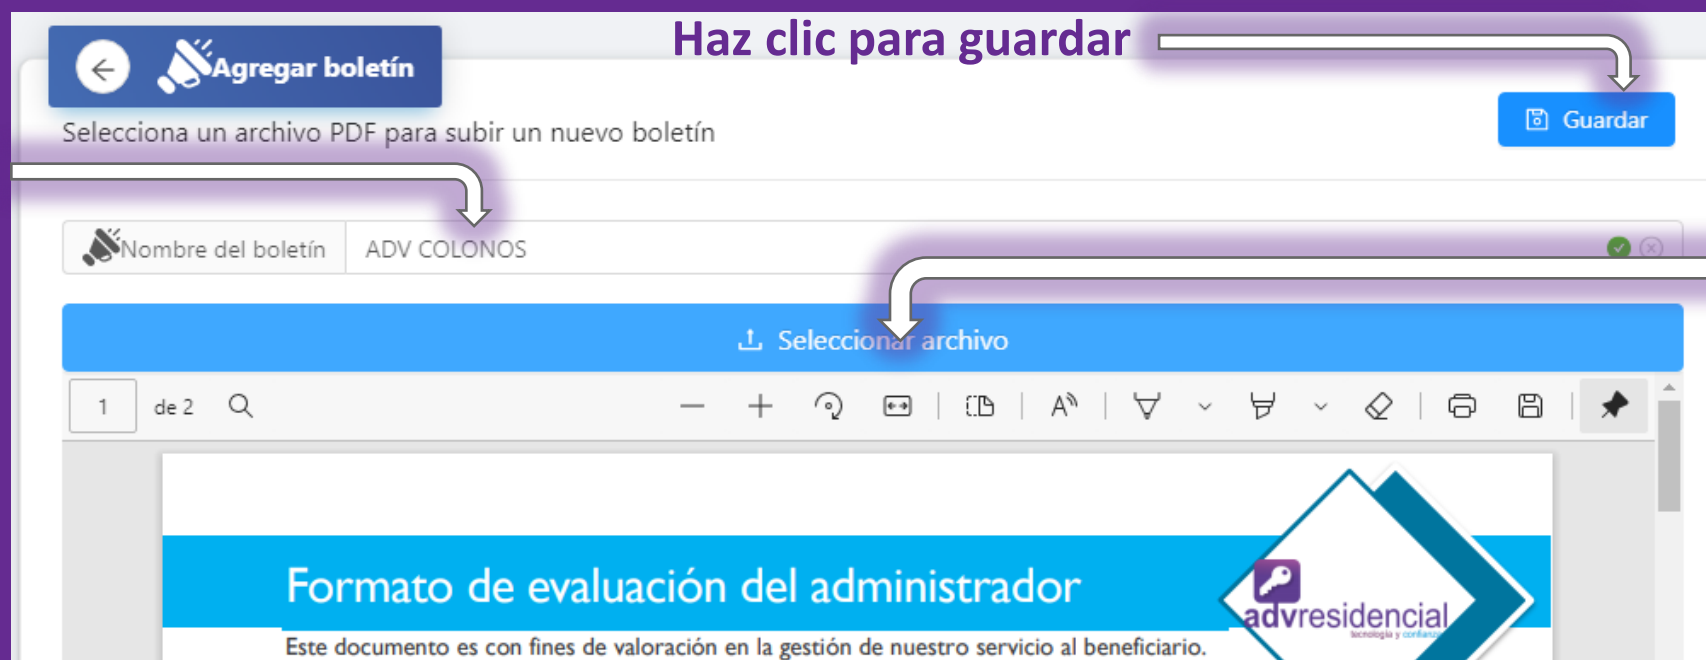 Haz clic para guardar
Agregar boletín
Guardar
Selecciona un archivo PDF para subir un nuevo boletín
Nombre del boletín ADV COLONOS
Seleccionar archivo
1 de 2
Formato de evaluación del administrador
advresidencial
tecnología y confianza
Este documento es con fines de valoración en la gestión de nuestro servicio al beneficiario.